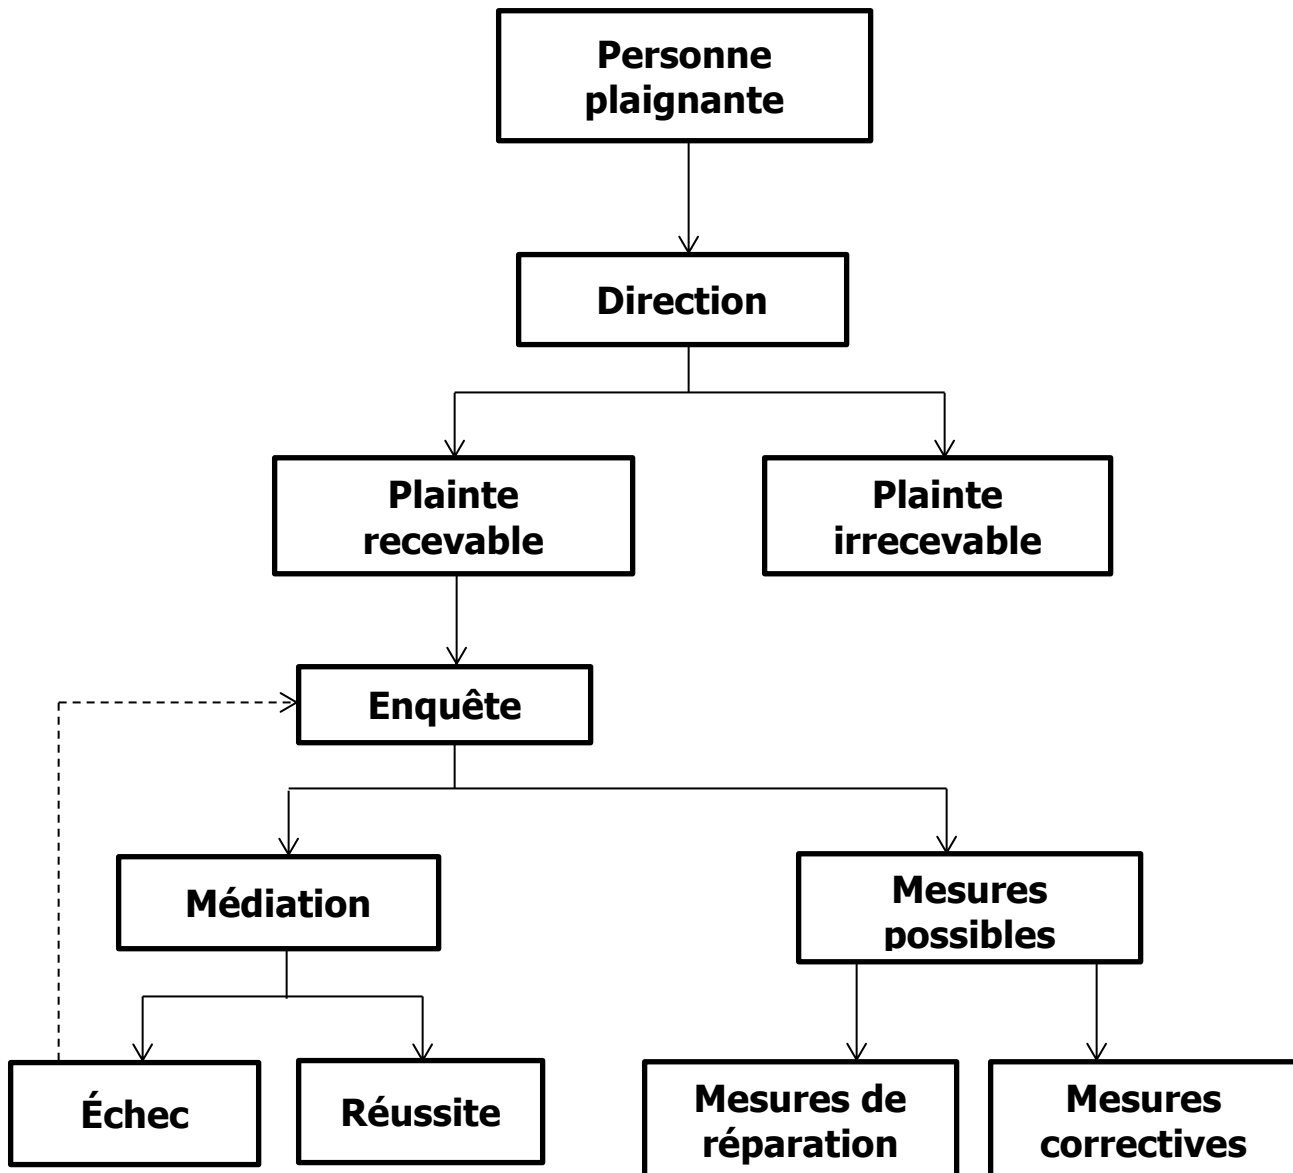 Personne
plaignante
Direction
Plainte
recevable
Plainte
irrecevable
Enquête
Médiation
Mesures
possibles
Échec
Réussite
Mesures de
réparation
Mesures
correctives